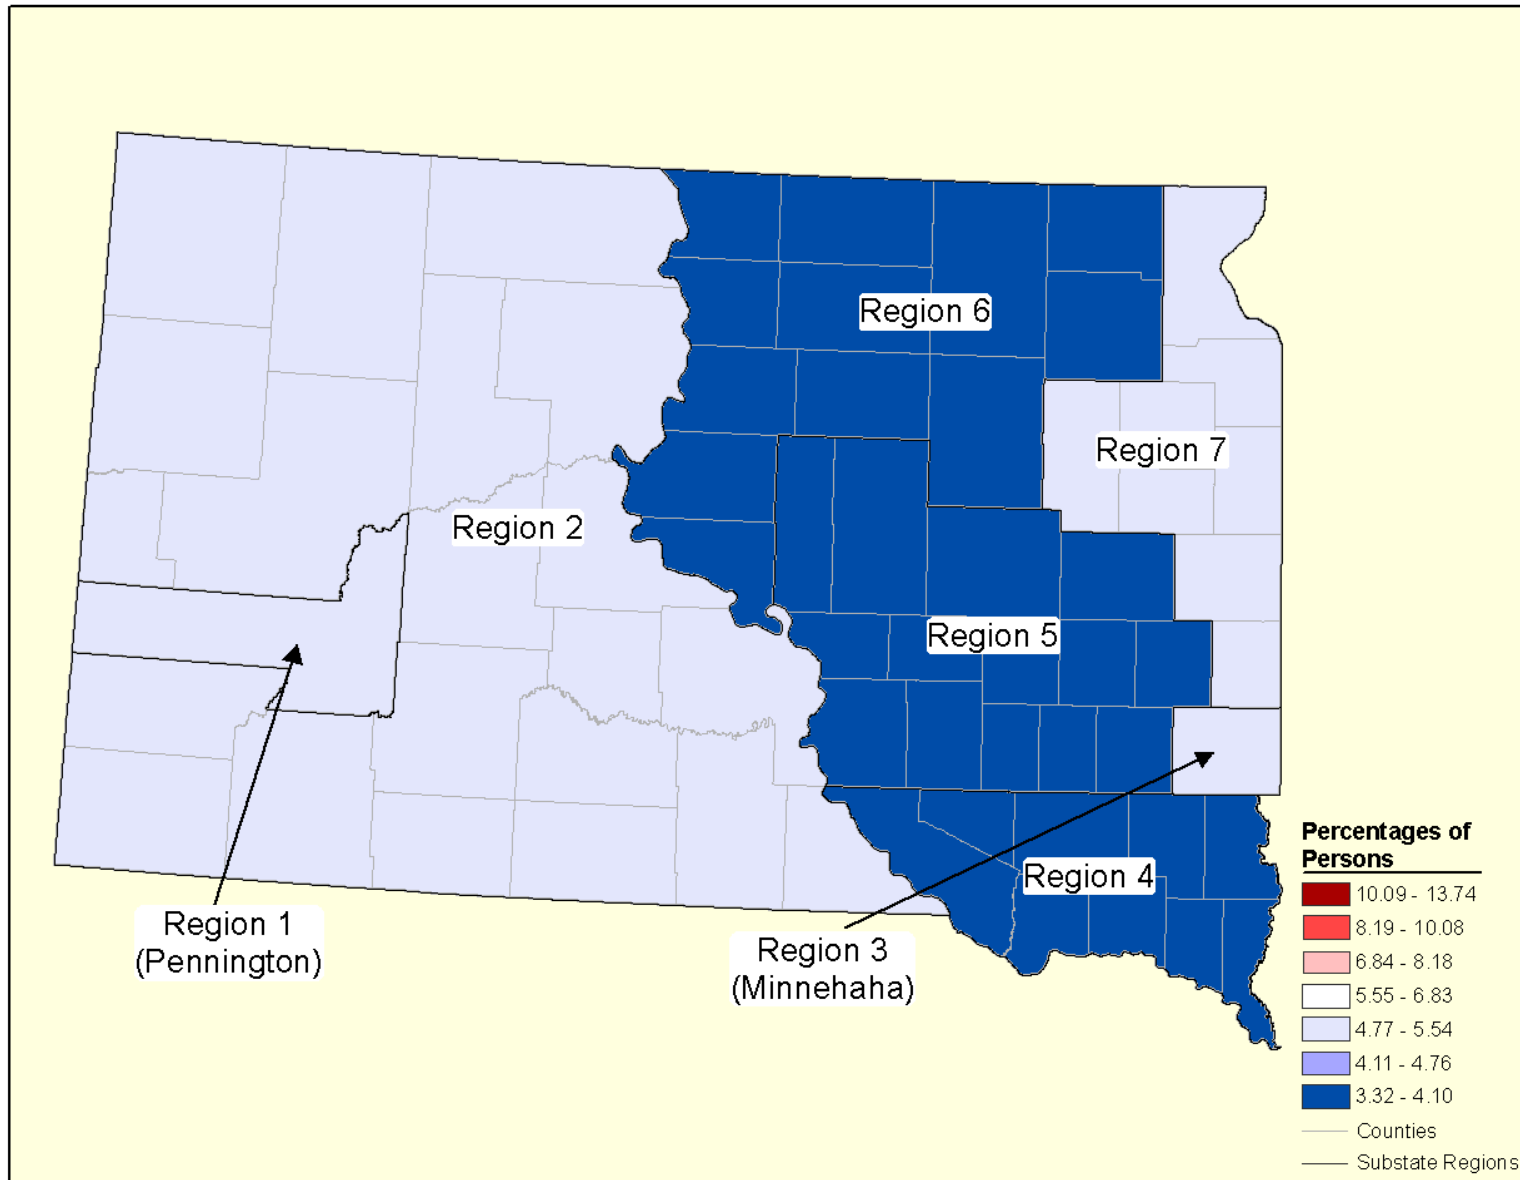 Region 6
Region 7
Region 2
Region 5
Region 4
Region 1
(Pennington)
Region 3
(Minnehaha)
Percentages of
Persons
10.09 - 13.74
8.19 - 10.08
6.84 - 8.18
5.55 - 6.83
4.77 - 5.54
4.11 - 4.76
3.32 - 4.10
Counties
Substate Regions